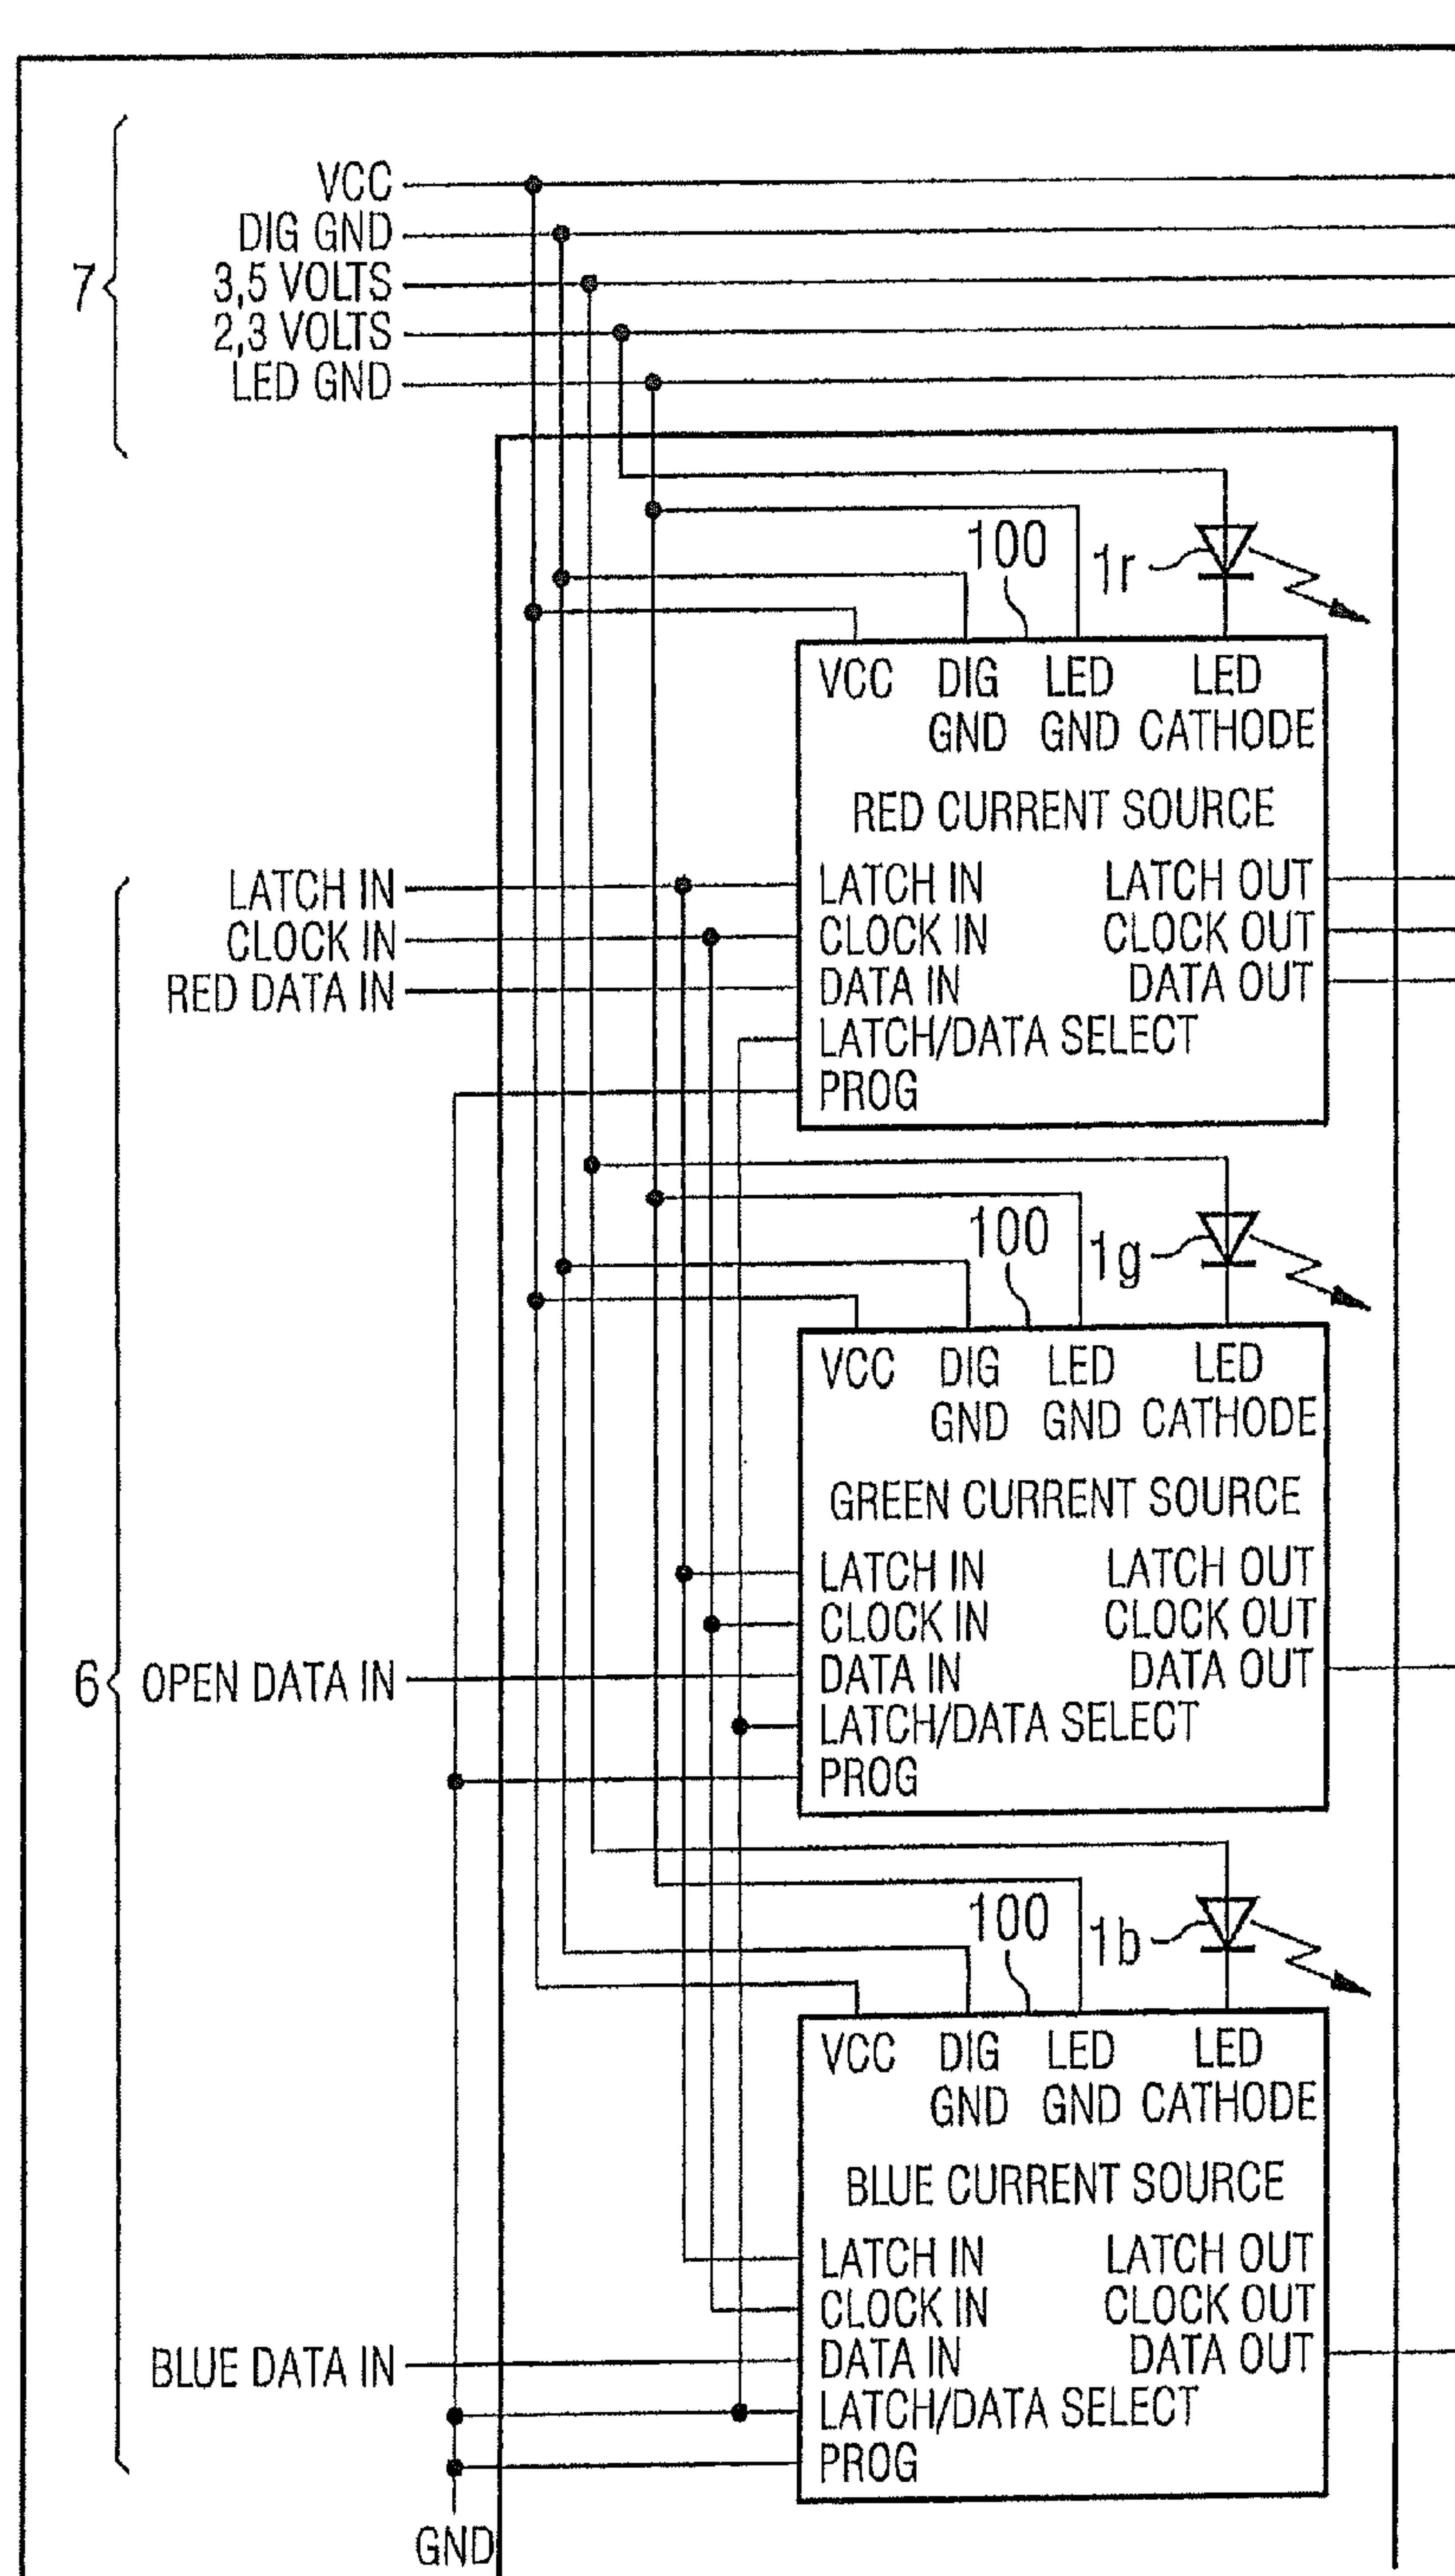 7
VCC
DIG GND
3,5 VOLTS
2,3 VOLTS
LED GND
100
1r
VCC DIG LED LED
GND GND CATHODE
RED CURRENT SOURCE
LATCH IN
CLOCK IN
RED DATA IN
LATCH IN LATCH OUT
CLOCK IN CLOCK OUT
DATA IN DATA OUT
LATCH/DATA SELECT
PROG
100
1g
VCC DIG LED LED
GND GND CATHODE
GREEN CURRENT SOURCE
LATCH IN LATCH OUT
CLOCK IN CLOCK OUT
6 OPEN DATA IN
DATA IN DATA OUT
LATCH/DATA SELECT
PROG
100
1b
VCC DIG LED LED
GND GND CATHODE
BLUE CURRENT SOURCE
LATCH IN LATCH OUT
CLOCK IN CLOCK OUT
BLUE DATA IN
DATA IN DATA OUT
LATCH/DATA SELECT
PROG
GND